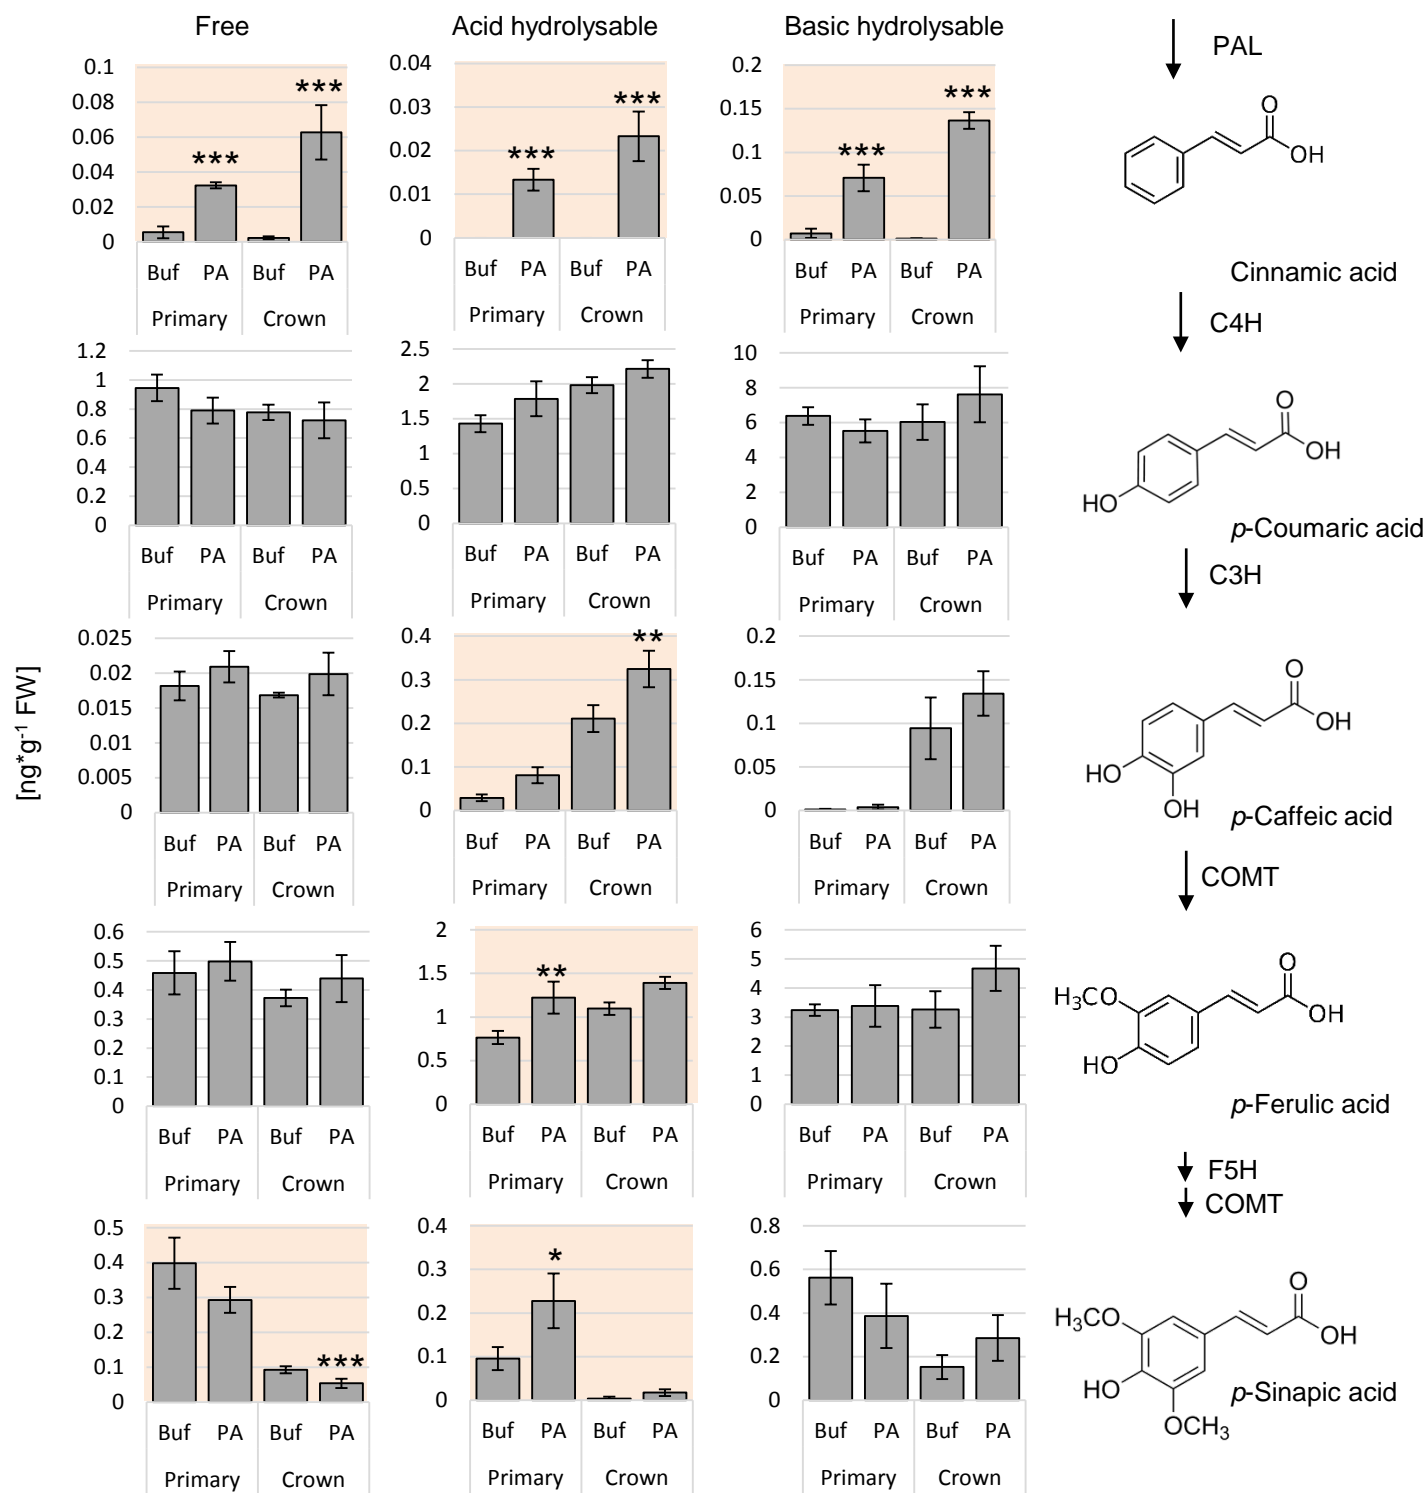 Free Acid hydrolysable Basic hydrolysable
PAL
0.1
0.08
0.06
0.04
0.02
0
*** ***
Buf PA Buf PA
Primary Crown
0.04
0.03
0.02
0.01
0
*** ***
Buf PA Buf PA
Primary Crown
0.2
0.15
0.1
0.05
0
*** ***
Buf PA Buf PA
Primary Crown
O
OH
Cinnamic acid
C4H
1.2
1
0.8
0.6
0.4
0.2
0
Buf PA Buf PA
Primary Crown
2.5
2
1.5
1
0.5
0
Buf PA Buf PA
Primary Crown
10
8
6
4
2
0
Buf PA Buf PA
Primary Crown
O
OH
HO
p-Coumaric acid
C3H
[ng*g-1 FW]
0.025
0.02
0.015
0.01
0.005
0
Buf PA Buf PA
Primary Crown
0.4
0.3
0.2
0.1
0
**
Buf PA Buf PA
Primary Crown
0.2
0.15
0.1
0.05
0
Buf PA Buf PA
Primary Crown
O
OH
HO
OH
p-Caffeic acid
COMT
0.6
0.5
0.4
0.3
0.2
0.1
0
Buf PA Buf PA
Primary Crown
2
1.5
1
0.5
0
**
Buf PA Buf PA
Primary Crown
6
5
4
3
2
1
0
Buf PA Buf PA
Primary Crown
O
H3CO
OH
HO
p-Ferulic acid
F5H
COMT
0.5
0.4
0.3
0.2
0.1
0
***
Buf PA Buf PA
Primary Crown
0.4
0.3
0.2
0.1
0
*
Buf PA Buf PA
Primary Crown
0.8
0.6
0.4
0.2
0
Buf PA Buf PA
Primary Crown
O
H3CO
OH
HO
OCH3
p-Sinapic acid